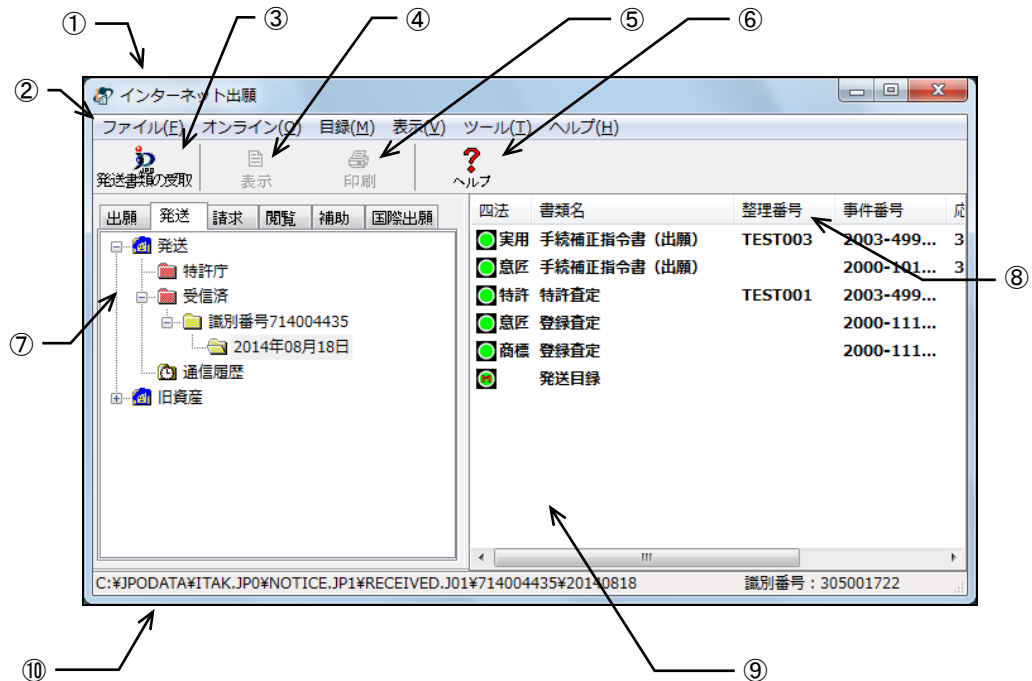 ① ③ ④ ⑤ ⑥
②
インターネット出願
ファイル(F) オンライン(O) 目録(M) 表示(V) ツール(T) ヘルプ(H)
JPO
発送書類の受取 表示 印刷 ヘルプ
出願 発送 請求 閲覧 補助 国際出願
発送
特許庁
受信済
識別番号714004435
2014年08月18日
通信履歴
旧資産
⑦
四法 書類名 整理番号 事件番号
実用 手続補正指令書（出願） TEST003 2003-499... 3
意匠 手続補正指令書（出願） 2000-101... 3
特許 特許査定 TEST001 2003-499...
意匠 登録査定 2000-111...
商標 登録査定 2000-111...
発送目録
⑧
C:¥JPODATA¥ITAK.JP0¥NOTICE.JP1¥RECEIVED.J01¥714004435¥20140818 識別番号：305001722
⑩ ⑨